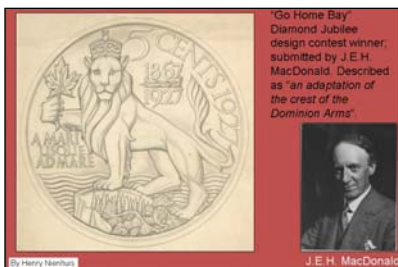 5 CENTS 1927
1867
1927
A MARI
AD MARE
"Go Home Bay"
Diamond Jubilee
design contest winner;
submitted by J.E.H.
MacDonald. Described
as "an adaptation of
the crest of the
Dominion Arms".
By Henry Nienhuis
J.E.H. MacDonald